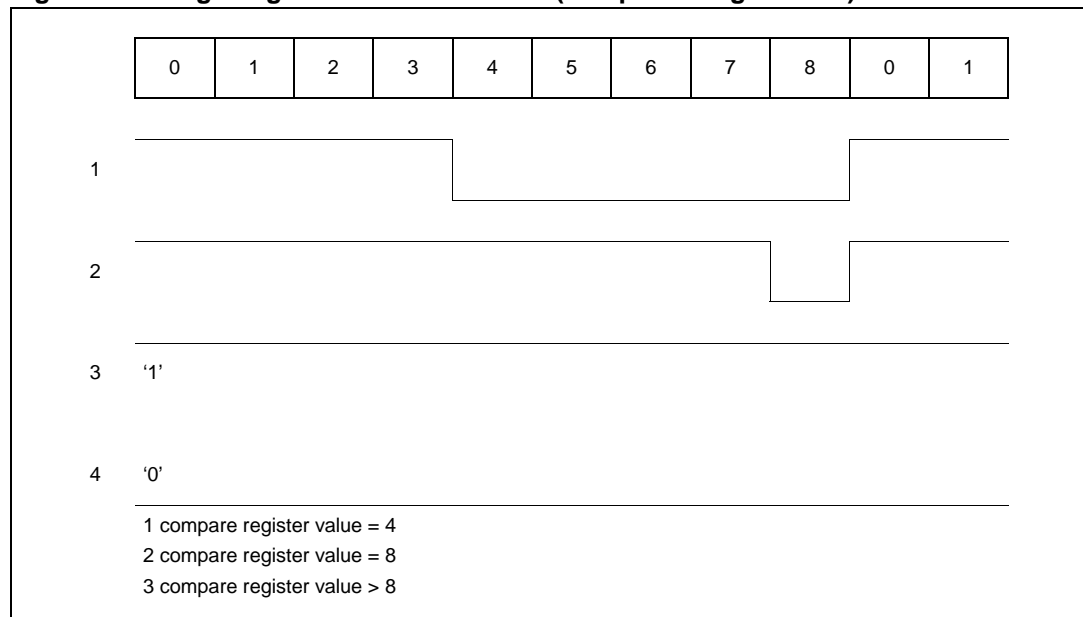 0 1 2 3 4 5 6 7 8 0 1
1
2
3 ‘1’
4 ‘0’
1 compare register value = 4
2 compare register value = 8
3 compare register value > 8